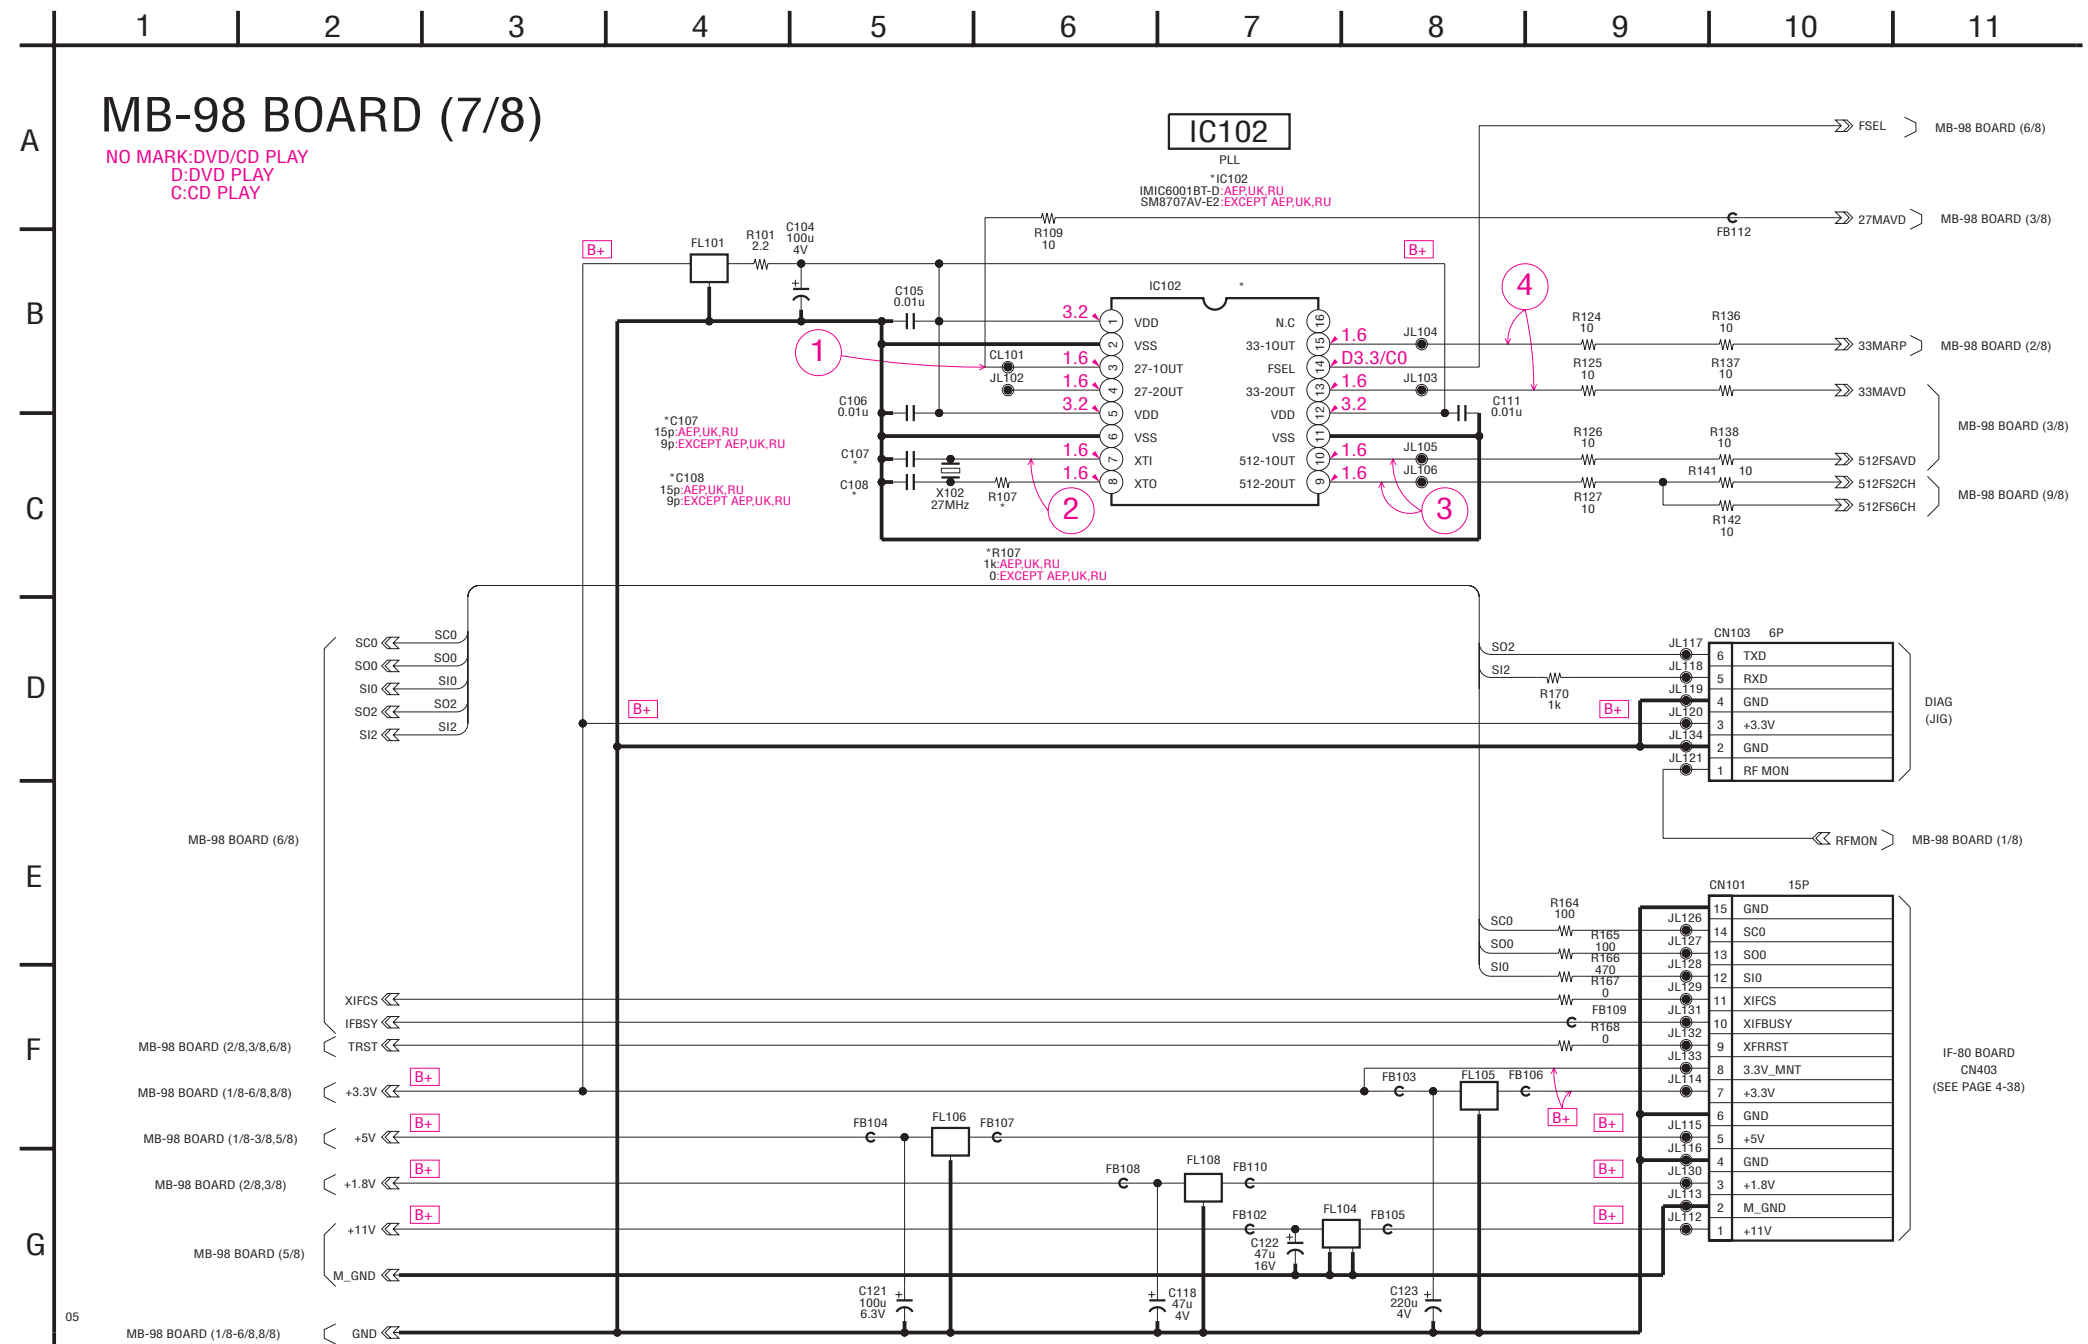 1 2 3 4 5 6 7 8 9 10 11
A
B
C
D
E
F
G
MB-98 BOARD (7/8)
NO MARK:DVD/CD PLAY
D:DVD PLAY
C:CD PLAY
IC102
PLL
*IC102
IMIC6001BT-D:AEP,UK,RU
SM8707AV-E2:EXCEPT AEP,UK,RU
FSEL MB-98 BOARD (6/8)
27MAVD MB-98 BOARD (3/8)
FB112
R109
10
B+
FL101
R101
2.2
C104
100u
4V
B+
C105
0.01u
IC102 *
3.2 1 VDD
2 VSS
1.6 3 27-1OUT
1.6 4 27-2OUT
3.2 5 VDD
6 VSS
1.6 7 XTI
1.6 8 XTO
N.C 16
33-1OUT 15 1.6
FSEL 14 D3.3/C0
33-2OUT 13 1.6
VDD 12 3.2
VSS 11
512-1OUT 10 1.6
512-2OUT 9 1.6
1
2
3
4
CL101
JL102
JL104
JL103
JL105
JL106
C106
0.01u
C111
0.01u
*C107
15p:AEP,UK,RU
9p:EXCEPT AEP,UK,RU
*C108
15p:AEP,UK,RU
9p:EXCEPT AEP,UK,RU
C107
*
C108
*
X102
27MHz
R107
*
*R107
1k:AEP,UK,RU
0:EXCEPT AEP,UK,RU
R124
10
R136
10
33MARP MB-98 BOARD (2/8)
R125
10
R137
10
33MAVD
MB-98 BOARD (3/8)
R126
10
R138
10
512FSAVD
R141 10
512FS2CH
MB-98 BOARD (9/8)
R127
10
R142
10
512FS6CH
SC0 SC0
SO0 SO0
SI0 SI0
SO2 SO2
SI2 SI2
MB-98 BOARD (6/8)
SO2
SI2
R170
1k
B+
B+
CN103 6P
JL117 6 TXD
JL118 5 RXD
JL119 4 GND
JL120 3 +3.3V
JL134 2 GND
JL121 1 RF MON
DIAG
(JIG)
RFMON MB-98 BOARD (1/8)
CN101 15P
15 GND
JL126 14 SC0
JL127 13 SO0
JL128 12 SI0
JL129 11 XIFCS
JL131 10 XIFBUSY
JL132 9 XFRRST
JL133 8 3.3V_MNT
JL114 7 +3.3V
6 GND
JL115 5 +5V
JL116 4 GND
JL130 3 +1.8V
JL113 2 M_GND
JL112 1 +11V
IF-80 BOARD
CN403
(SEE PAGE 4-38)
SC0
SO0
SI0
R164
100
R165
100
R166
470
R167
0
FB109
R168
0
XIFCS
IFBSY
MB-98 BOARD (2/8,3/8,6/8) TRST
MB-98 BOARD (1/8-6/8,8/8) +3.3V B+
FB103 FL105 FB106
B+
MB-98 BOARD (1/8-3/8,5/8) +5V B+
FB104 FL106 FB107 B+
MB-98 BOARD (2/8,3/8) +1.8V B+
FB108 FL108 FB110 B+
+11V B+
FB102 FL104 FB105 B+
MB-98 BOARD (5/8)
M_GND
C122
47u
16V
C121
100u
6.3V
C118
47u
4V
C123
220u
4V
05
MB-98 BOARD (1/8-6/8,8/8) GND